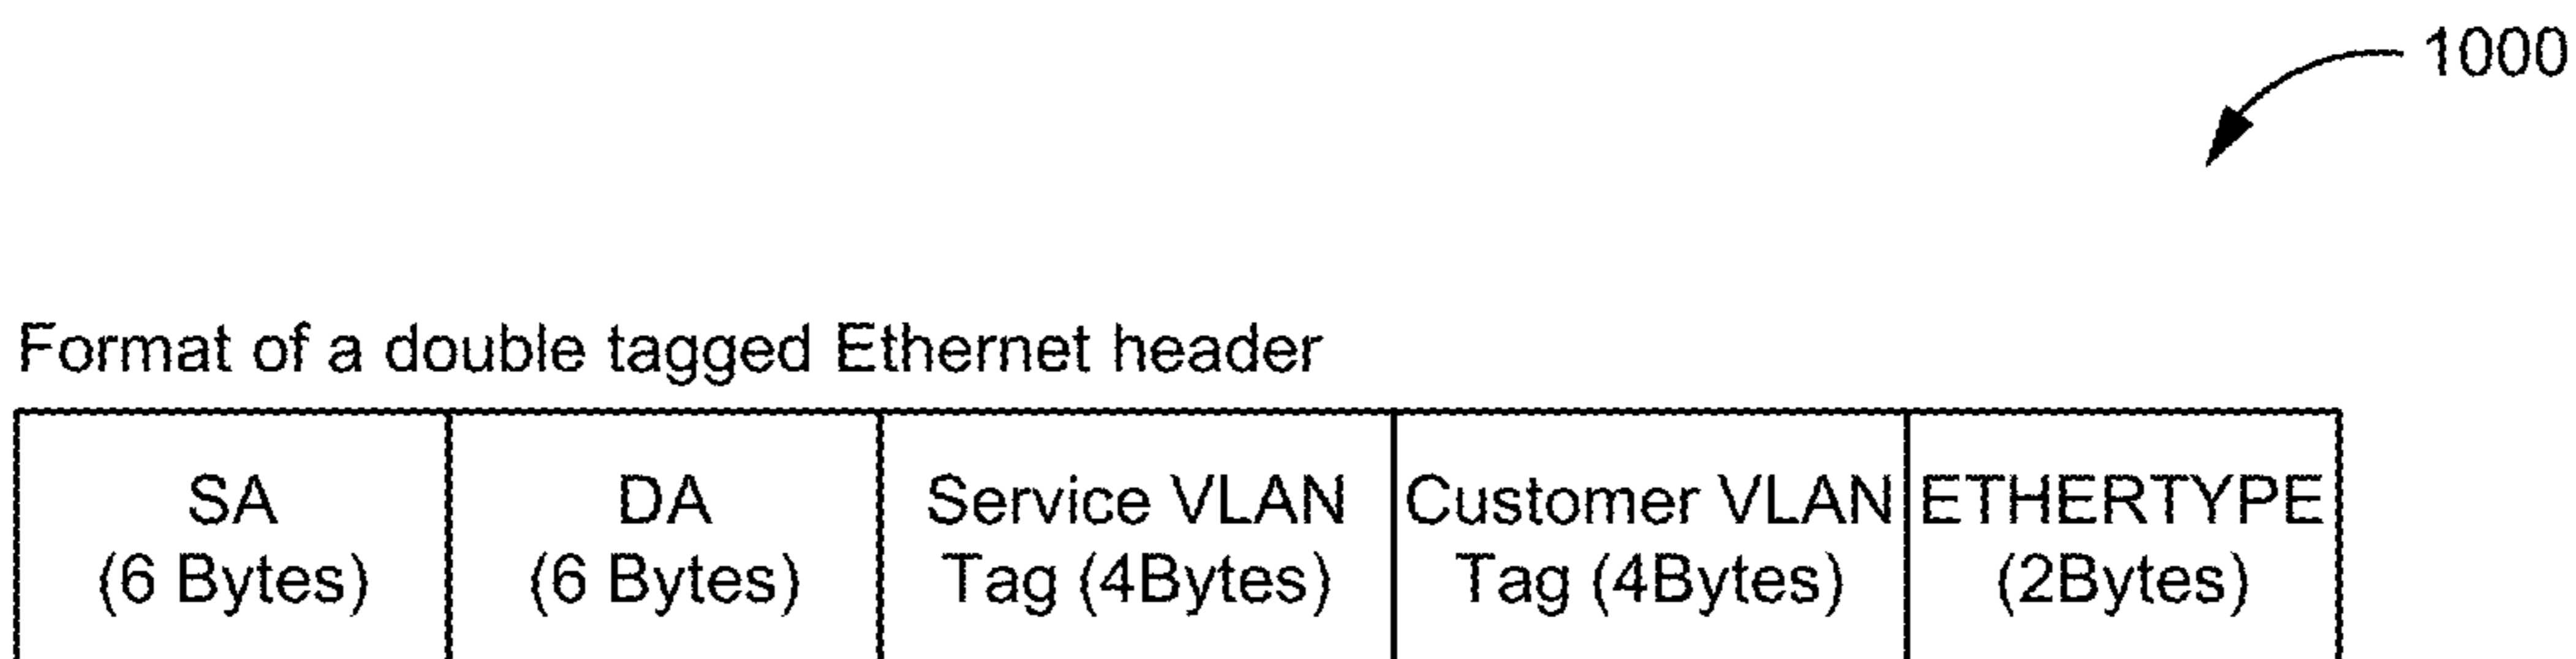 1000
Format of a double tagged Ethernet header
SA
(6 Bytes)
DA
(6 Bytes)
Service VLAN
Tag (4Bytes)
Customer VLAN
Tag (4Bytes)
ETHERTYPE
(2Bytes)